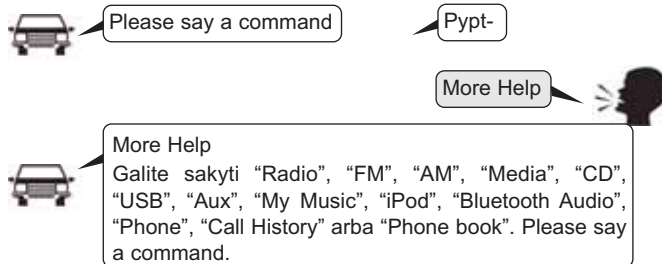 Please say a command
Pypt-
More Help
More Help
Galite sakyti “Radio”, “FM”, “AM”, “Media”, “CD”,
“USB”, “Aux”, “My Music”, “iPod”, “Bluetooth Audio”,
“Phone”, “Call History” arba “Phone book”. Please say
a command.